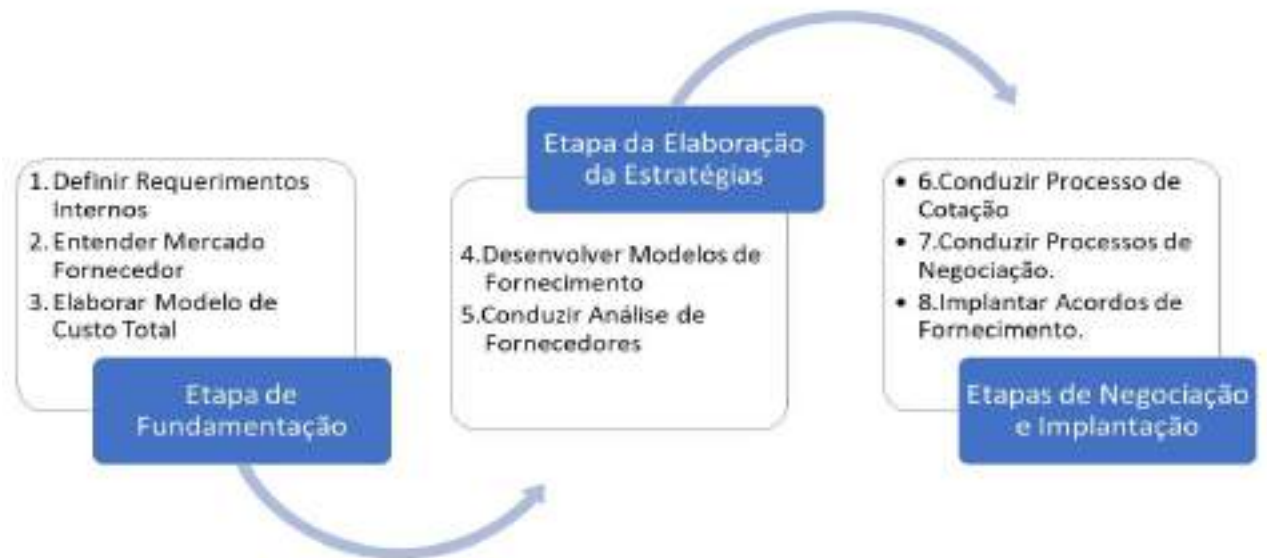 1. Definir Requerimentos
Internos
2. Entender Mercado
Fornecedor
3. Elaborar Modelo de
Custo Total
Etapa de
Fundamentação
Etapa da Elaboração
da Estratégias
4.Desenvolver Modelos de
Fornecimento
5.Conduzir Análise de
Fornecedores
• 6.Conduzir Processo de
Cotação
• 7.Conduzir Processos de
Negociação.
• 8.Implantar Acordos de
Fornecimento.
Etapas de Negociação
e Implantação